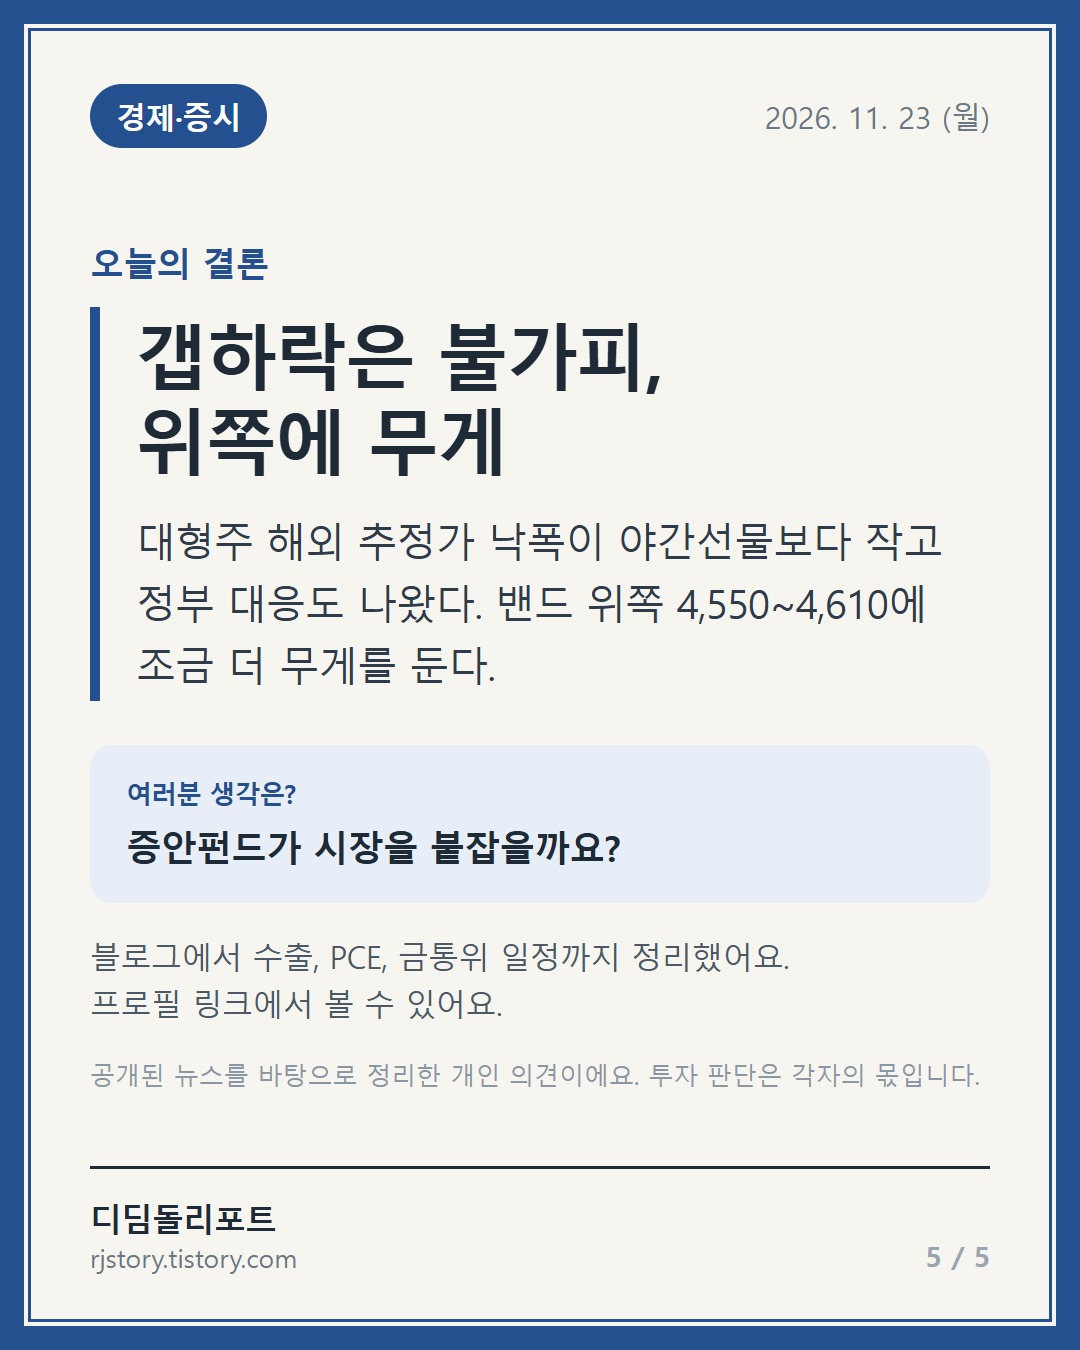 경제·증시
2026. 11. 23 (월)
오늘의 결론
갭하락은 불가피,
위쪽에 무게
대형주 해외 추정가 낙폭이 야간선물보다 작고
정부 대응도 나왔다. 밴드 위쪽 4,550~4,610에
조금 더 무게를 둔다.
여러분 생각은?
증안펀드가 시장을 붙잡을까요?
블로그에서 수출, PCE, 금통위 일정까지 정리했어요.
프로필 링크에서 볼 수 있어요.
공개된 뉴스를 바탕으로 정리한 개인 의견이에요. 투자 판단은 각자의 몫입니다.
디딤돌리포트
rjstory.tistory.com
5 / 5